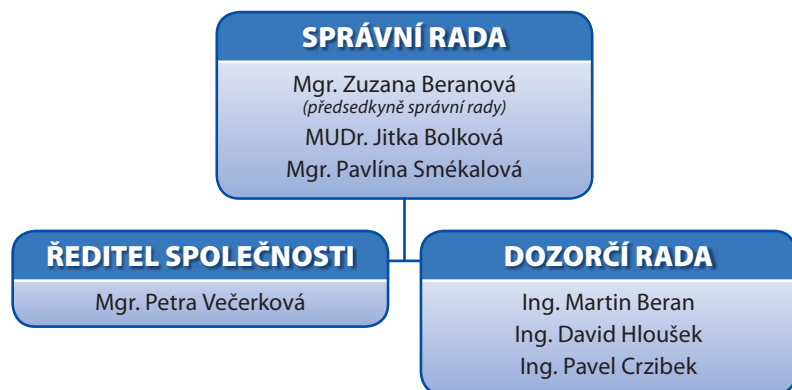 SPRÁVNÍ RADA
Mgr. Zuzana Beranová
(předsedkyně správní rady)
MUDr. Jitka Bolková
Mgr. Pavlína Smékalová
ŘEDITEL SPOLEČNOSTI
Mgr. Petra Večerková
DOZORČÍ RADA
Ing. Martin Beran
Ing. David Hloušek
Ing. Pavel Crzibek